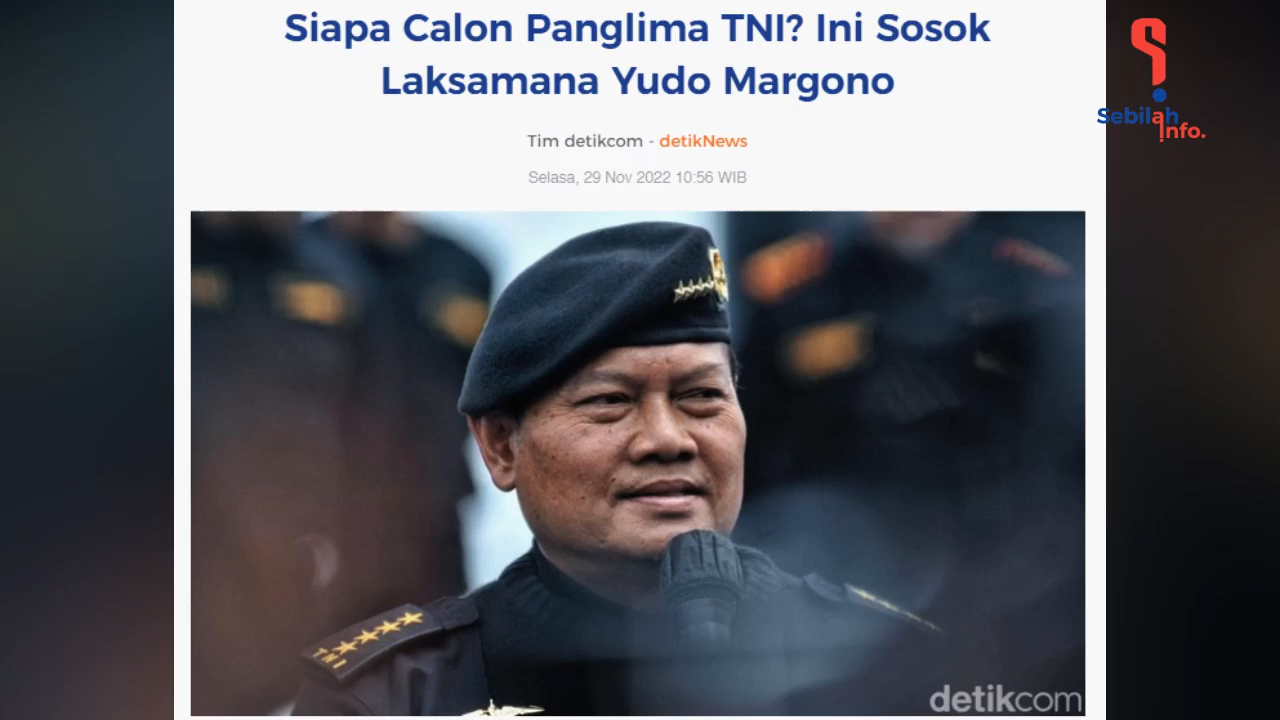 Siapa Calon Panglima TNI? Ini Sosok
Laksamana Yudo Margono
Sebilah
Info.
Tim detikcom - detikNews
Selasa, 29 Nov 2022 10:56 WIB
TNI
detikcom